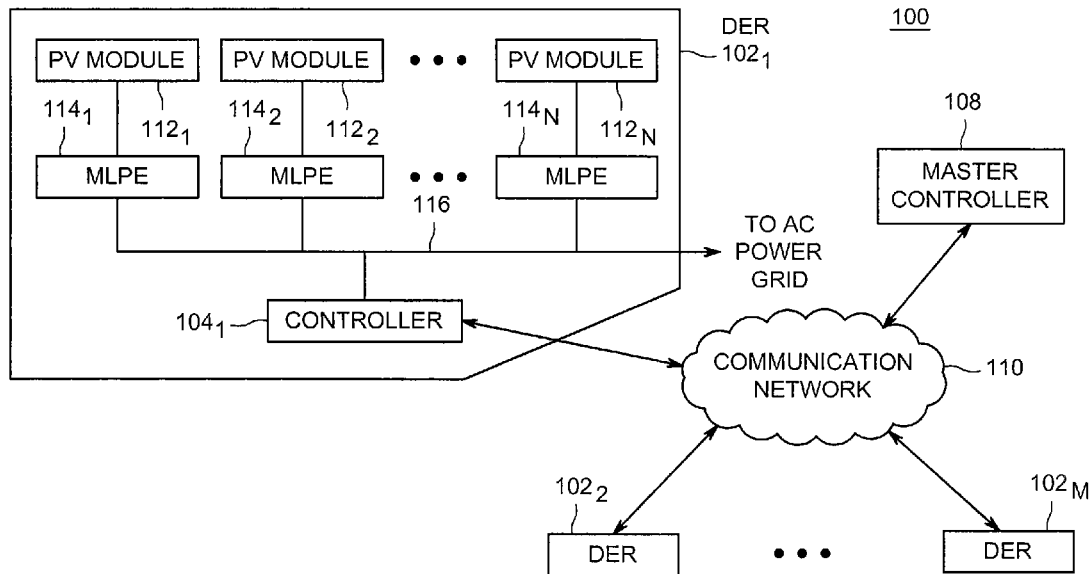 100
DER
102₁
PV MODULE
PV MODULE
PV MODULE
114₁
112₁
114₂
112₂
114N
112N
108
MLPE
MLPE
MLPE
MASTER
CONTROLLER
116
TO AC
POWER
GRID
104₁
CONTROLLER
COMMUNICATION
NETWORK
110
102₂
102M
DER
DER